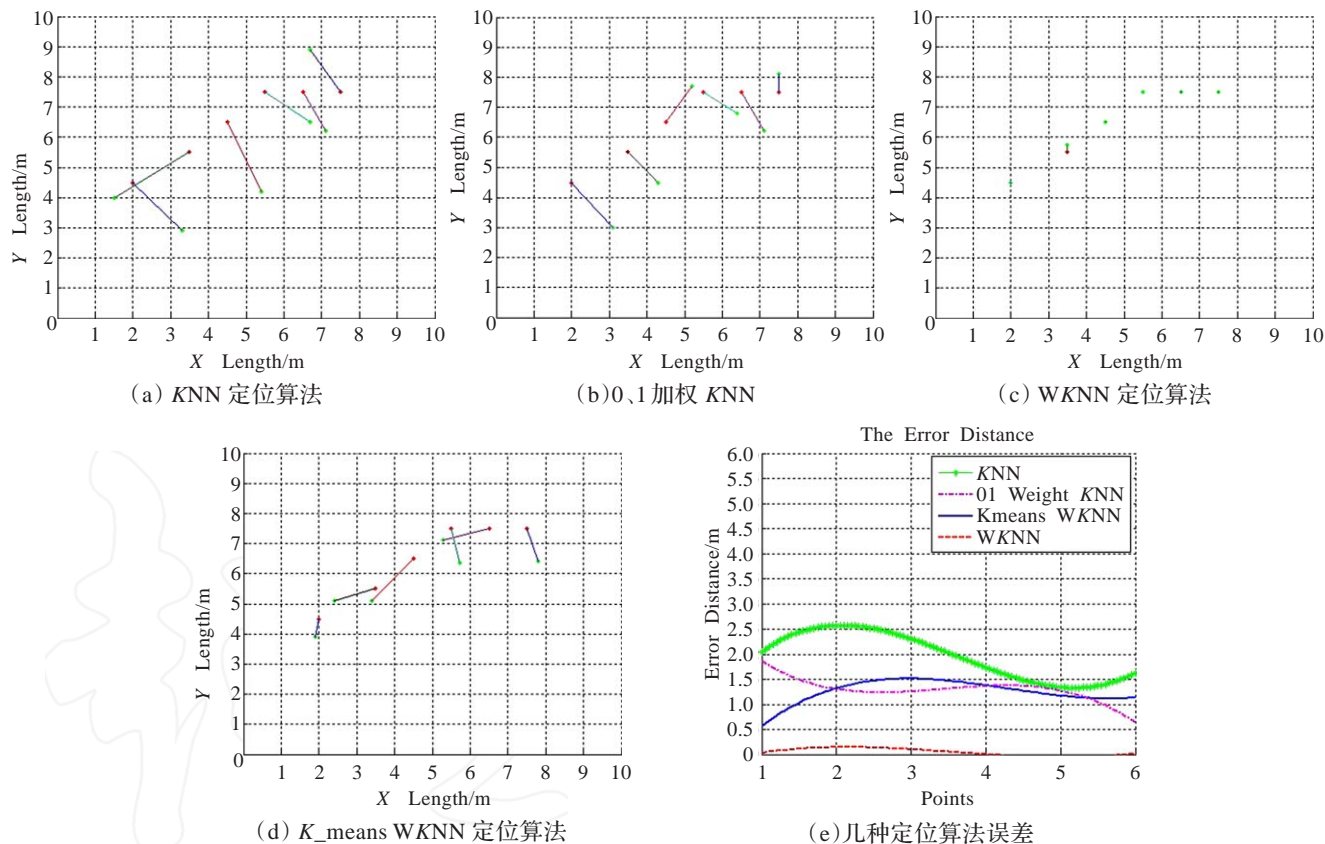 10
9
8
7
6
5
4
3
2
1
0
Y Length/m
1 2 3 4 5 6 7 8 9 10
X Length/m
(a) KNN 定位算法
10
9
8
7
6
5
4
3
2
1
0
Y Length/m
1 2 3 4 5 6 7 8 9 10
X Length/m
(b)0、1加权 KNN
10
9
8
7
6
5
4
3
2
1
0
Y Length/m
1 2 3 4 5 6 7 8 9 10
X Length/m
(c) WKNN 定位算法
10
9
8
7
6
5
4
3
2
1
0
Y Length/m
1 2 3 4 5 6 7 8 9 10
X Length/m
(d) K_means WKNN 定位算法
The Error Distance
6.0
5.5
5.0
4.5
4.0
3.5
3.0
2.5
2.0
1.5
1.0
0.5
0
Error Distance/m
KNN
01 Weight KNN
Kmeans WKNN
WKNN
1 2 3 4 5 6
Points
(e)几种定位算法误差